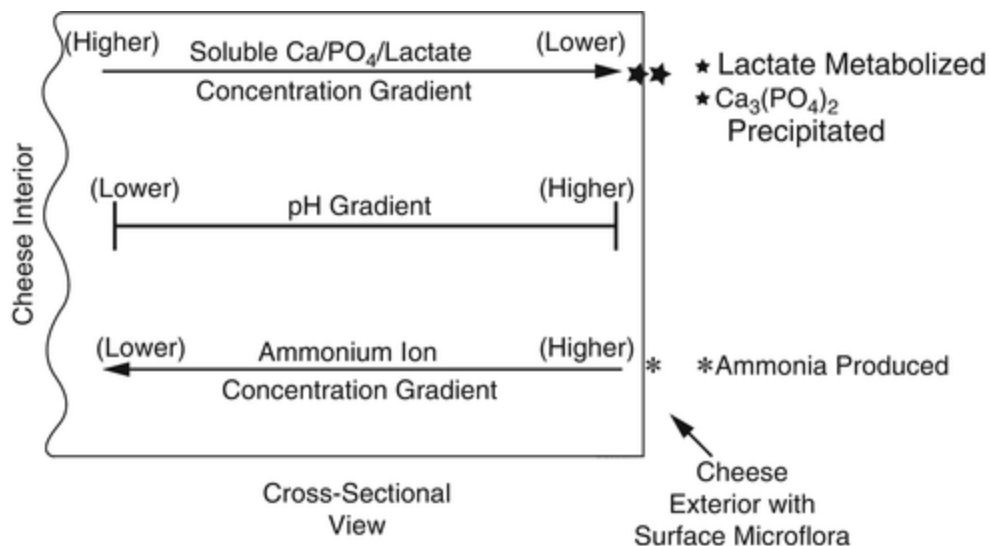 (Higher) Soluble Ca/PO₄/Lactate (Lower)
Concentration Gradient
★ Lactate Metabolized
★ Ca₃(PO₄)₂
Precipitated
Cheese Interior
(Lower) pH Gradient (Higher)
(Lower) Ammonium Ion (Higher)
Concentration Gradient
* *Ammonia Produced
Cross-Sectional
View
Cheese
Exterior with
Surface Microflora